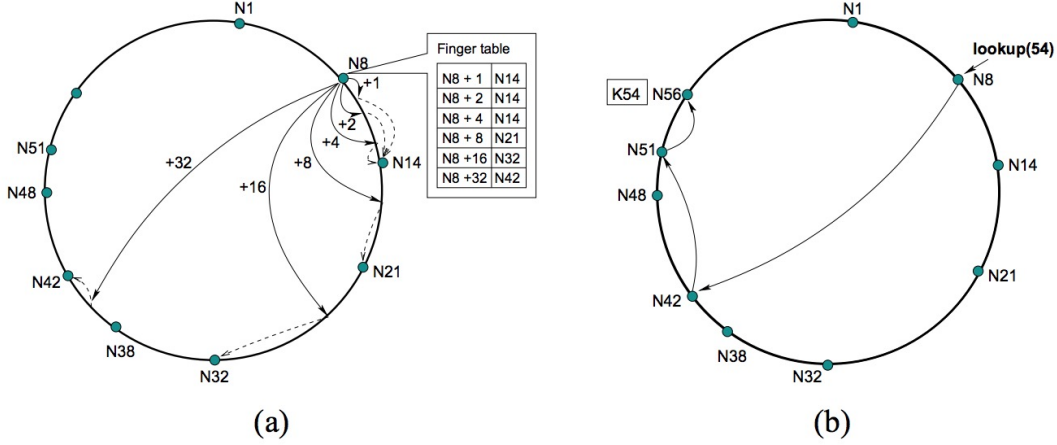 N1
N8
Finger table
+1
N8 + 1 N14
N8 + 2 N14
N8 + 4 N14
N8 + 8 N21
N8 +16 N32
N8 +32 N42
+2
+4
+8
+16
+32
N14
N51
N48
N42
N21
N38
N32
(a)
N1
lookup(54)
N8
K54 N56
N51
N14
N48
N21
N42
N38
N32
(b)